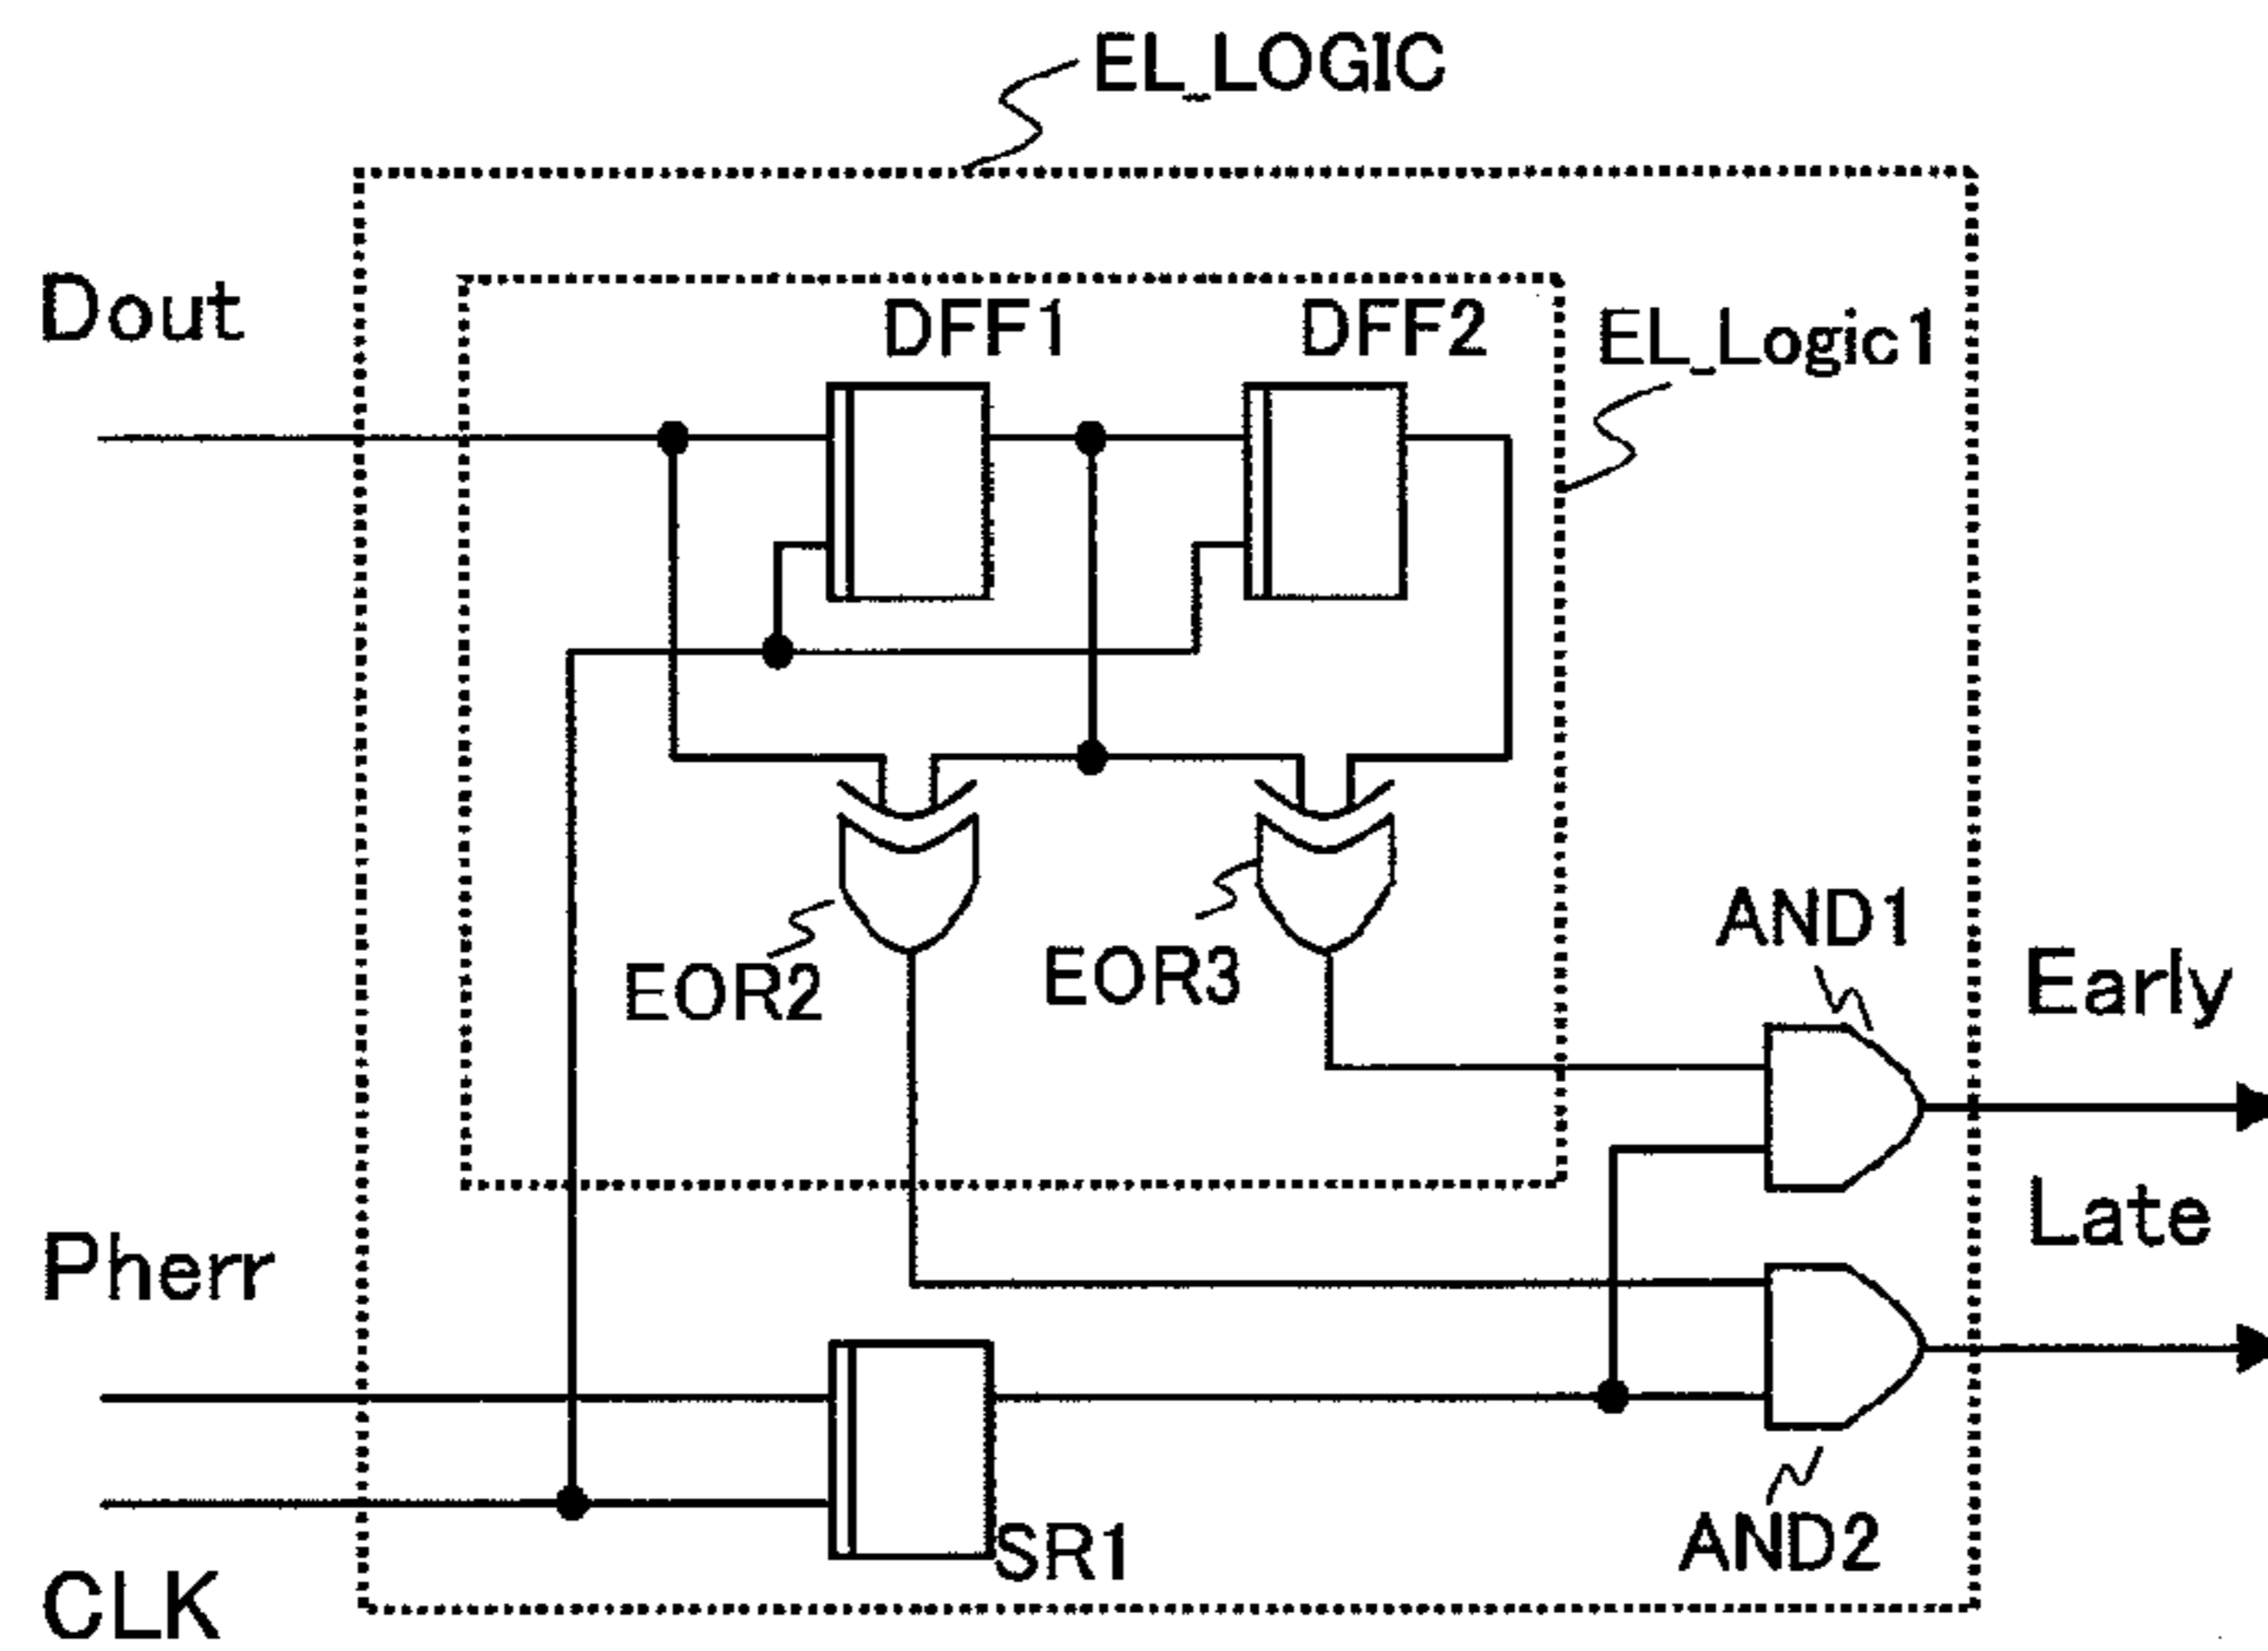 EL_LOGIC
Dout
DFF1
DFF2
EL_Logic1
EOR2
EOR3
AND1
Early
Late
Pherr
SR1
AND2
CLK